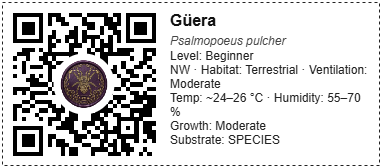 Güera
Psalmopoeus pulcher
Level: Beginner
NW · Habitat: Terrestrial · Ventilation:
Moderate
Temp: ~24–26 °C · Humidity: 55–70
%
Growth: Moderate
Substrate: SPECIES